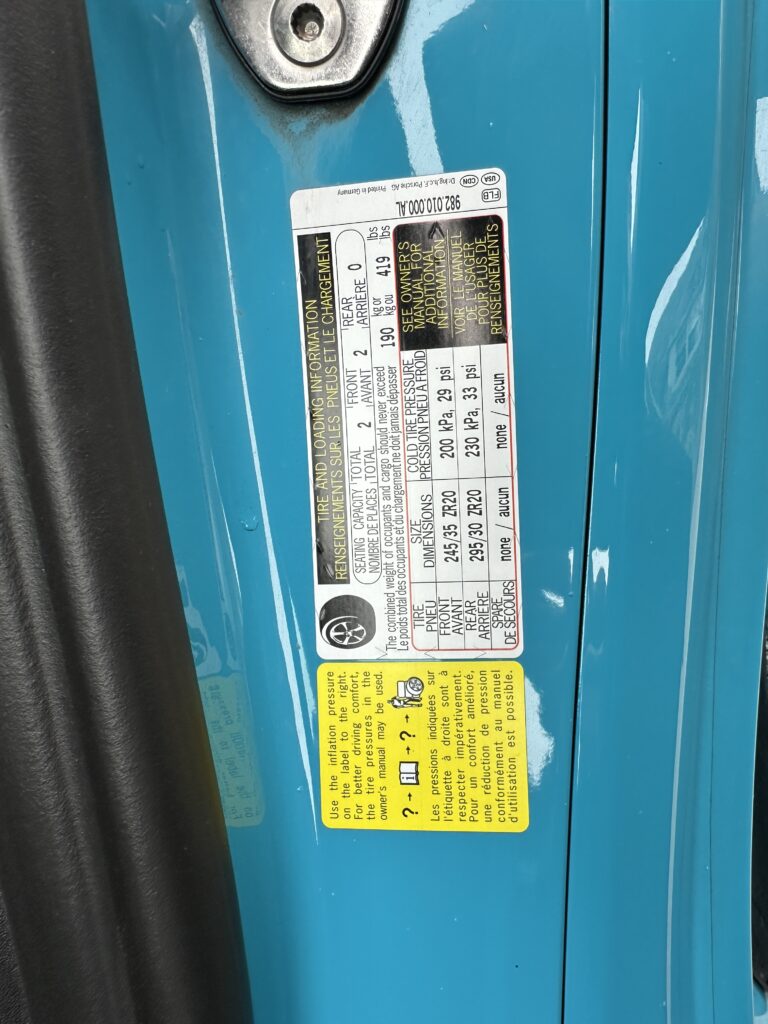 Use the inflation pressure
on the label to the right.
For better driving comfort,
the tire pressures in the
owner's manual may be used.
? → i → ? →
Les pressions indiquées sur
l'étiquette à droite sont à
respecter impérativement.
Pour un confort amélioré,
une réduction de pression
conformément au manuel
d'utilisation est possible.
TIRE AND LOADING INFORMATION
RENSEIGNEMENTS SUR LES PNEUS ET LE CHARGEMENT
SEATING CAPACITY TOTAL 2 FRONT 2 REAR 0
NOMBRE DE PLACES TOTAL AVANT ARRIÈRE
The combined weight of occupants and cargo should never exceed 190 kg or 419 lbs
Le poids total des occupants et du chargement ne doit jamais dépasser kg ou lbs
TIRE SIZE COLD TIRE PRESSURE
PNEU DIMENSIONS PRESSION PNEU À FROID
FRONT 245/35 ZR20 200 kPa, 29 psi
AVANT
REAR 295/30 ZR20 230 kPa, 33 psi
ARRIÈRE
SPARE none / aucun none / aucun
DE SECOURS
SEE OWNER'S
MANUAL FOR
ADDITIONAL
INFORMATION
VOIR LE MANUEL
DE L'USAGER
POUR PLUS DE
RENSEIGNEMENTS
Dr.Ing.h.c.F. Porsche AG Printed in Germany
USA CDN FLB
982.010.000.AL